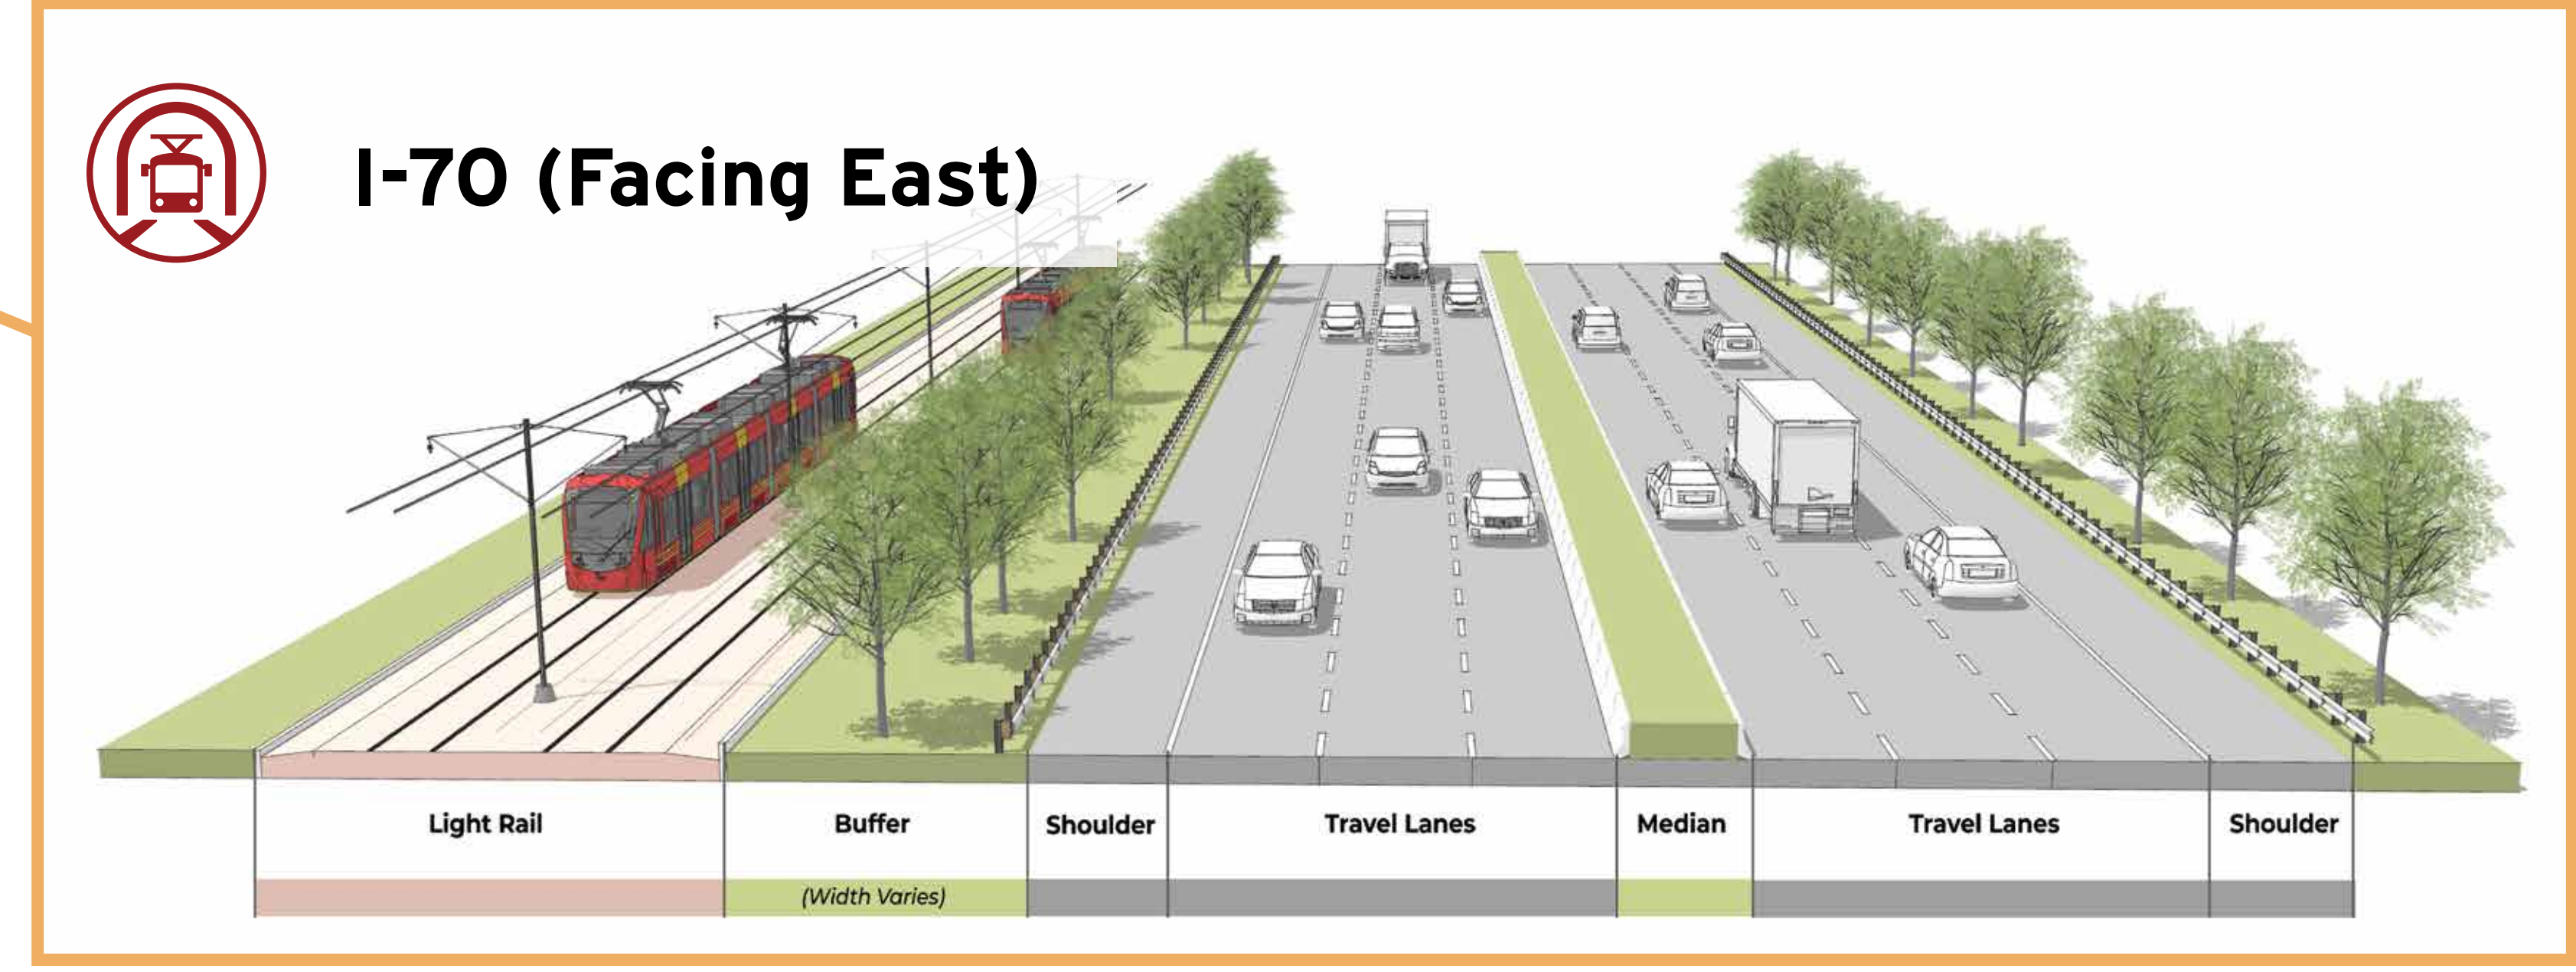 I-70 (Facing East)
Light Rail
Buffer
Shoulder
Travel Lanes
Median
Travel Lanes
Shoulder
(Width Varies)